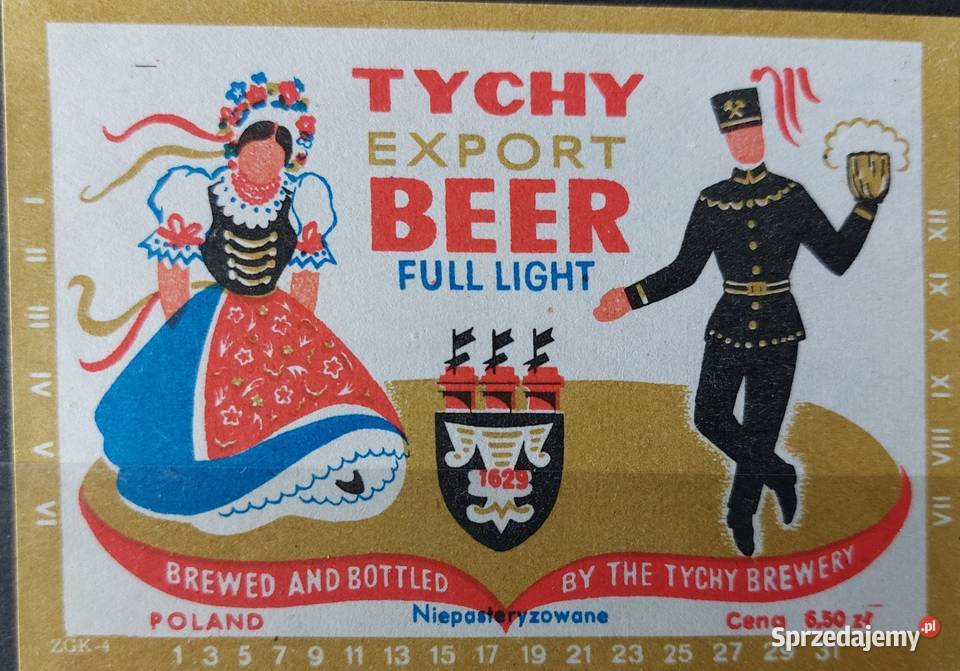 TYCHY
EXPORT
BEER
FULL LIGHT
1629
BREWED AND BOTTLED BY THE TYCHY BREWERY
POLAND
Niepasteryzowane
Cena 6,50 zł
ZGK-4
I
II
III
IV
V
VI
XII
XI
X
IX
VIII
VII
1 3 5 7 9 11 13 15 17 19 21 23 25 27 29 31
Sprzedajemy.pl